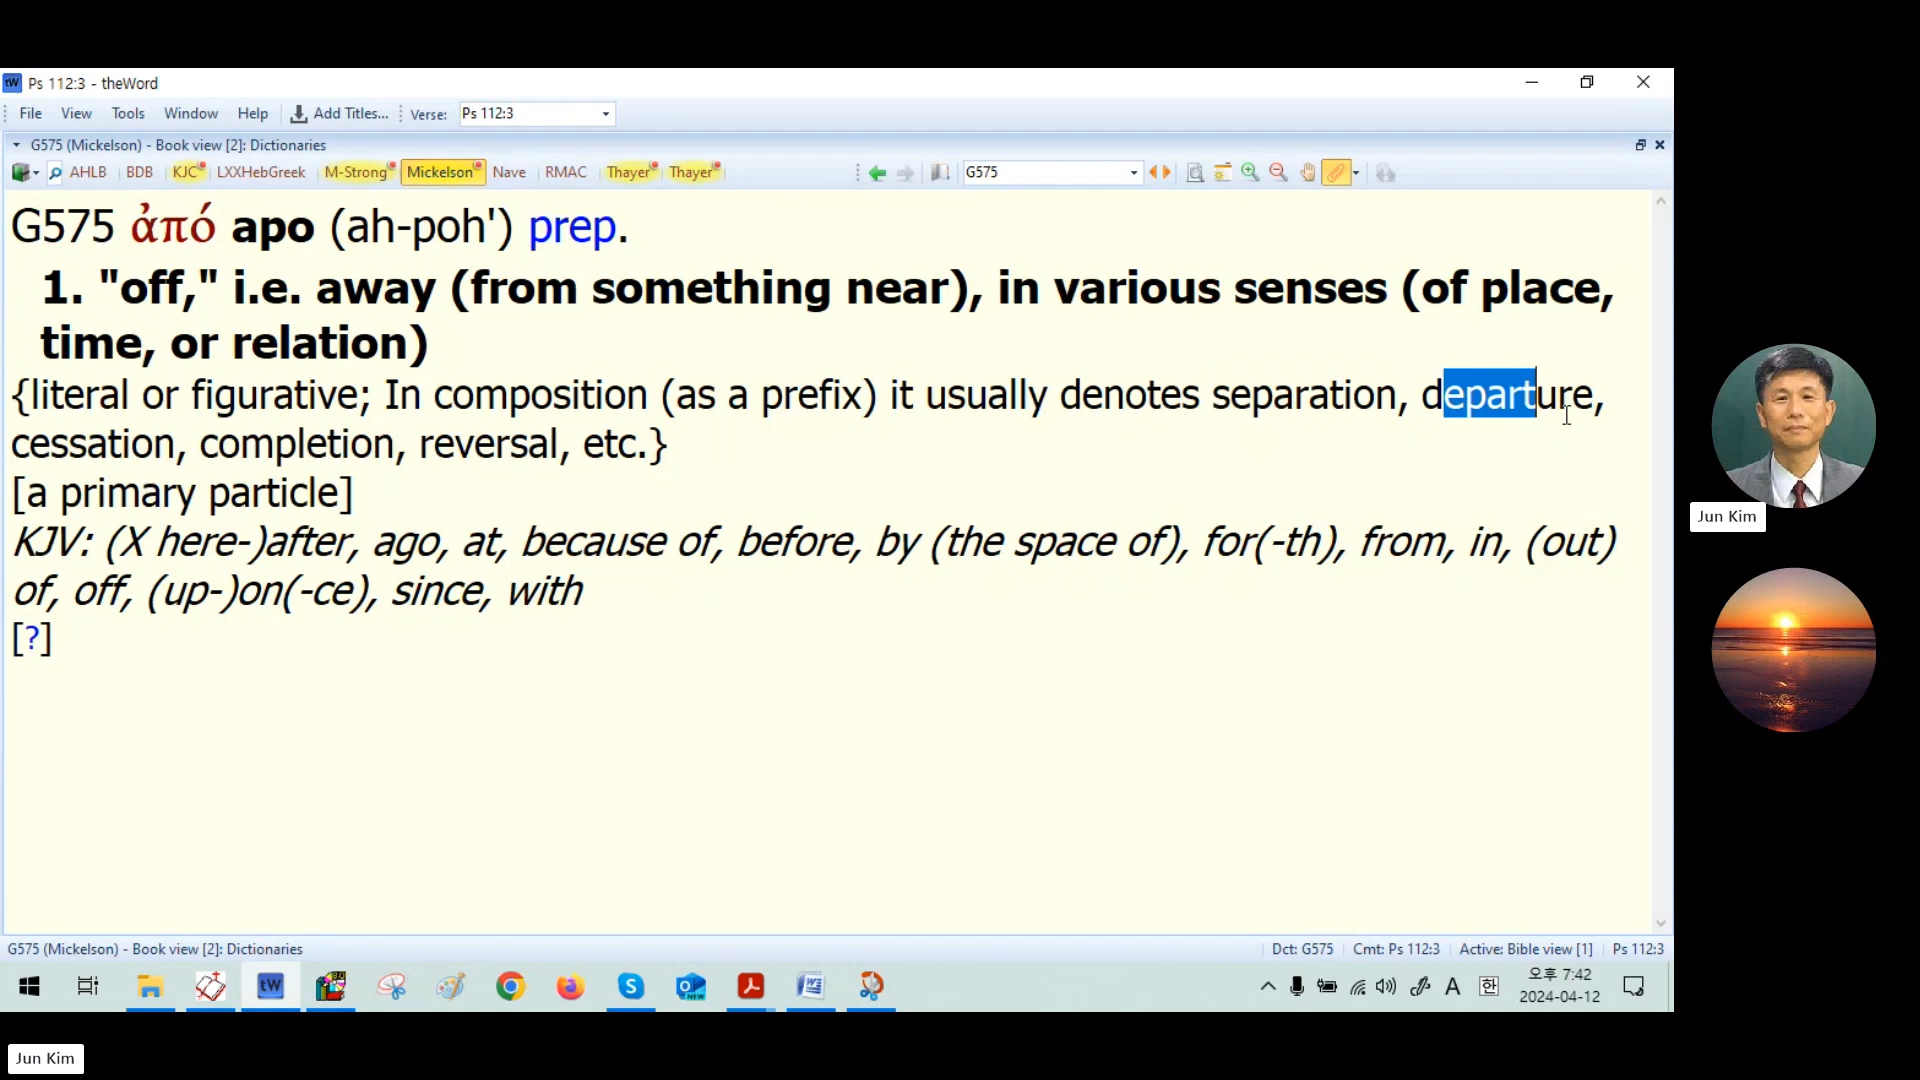 Ps 112:3 - theWord
File View Tools Window Help Add Titles... Verse: Ps 112:3
G575 (Mickelson) - Book view [2]: Dictionaries
AHLB BDB KJC LXXHebGreek M-Strong Mickelson Nave RMAC Thayer Thayer G575
G575 ἀπό apo (ah-poh') prep.
1. "off," i.e. away (from something near), in various senses (of place,
time, or relation)
{literal or figurative; In composition (as a prefix) it usually denotes separation, departure,
cessation, completion, reversal, etc.}
[a primary particle]
KJV: (X here-)after, ago, at, because of, before, by (the space of), for(-th), from, in, (out)
of, off, (up-)on(-ce), since, with
[?]
Jun Kim
G575 (Mickelson) - Book view [2]: Dictionaries Dct: G575 Cmt: Ps 112:3 Active: Bible view [1] Ps 112:3
A 한 오후 7:42
2024-04-12
Jun Kim